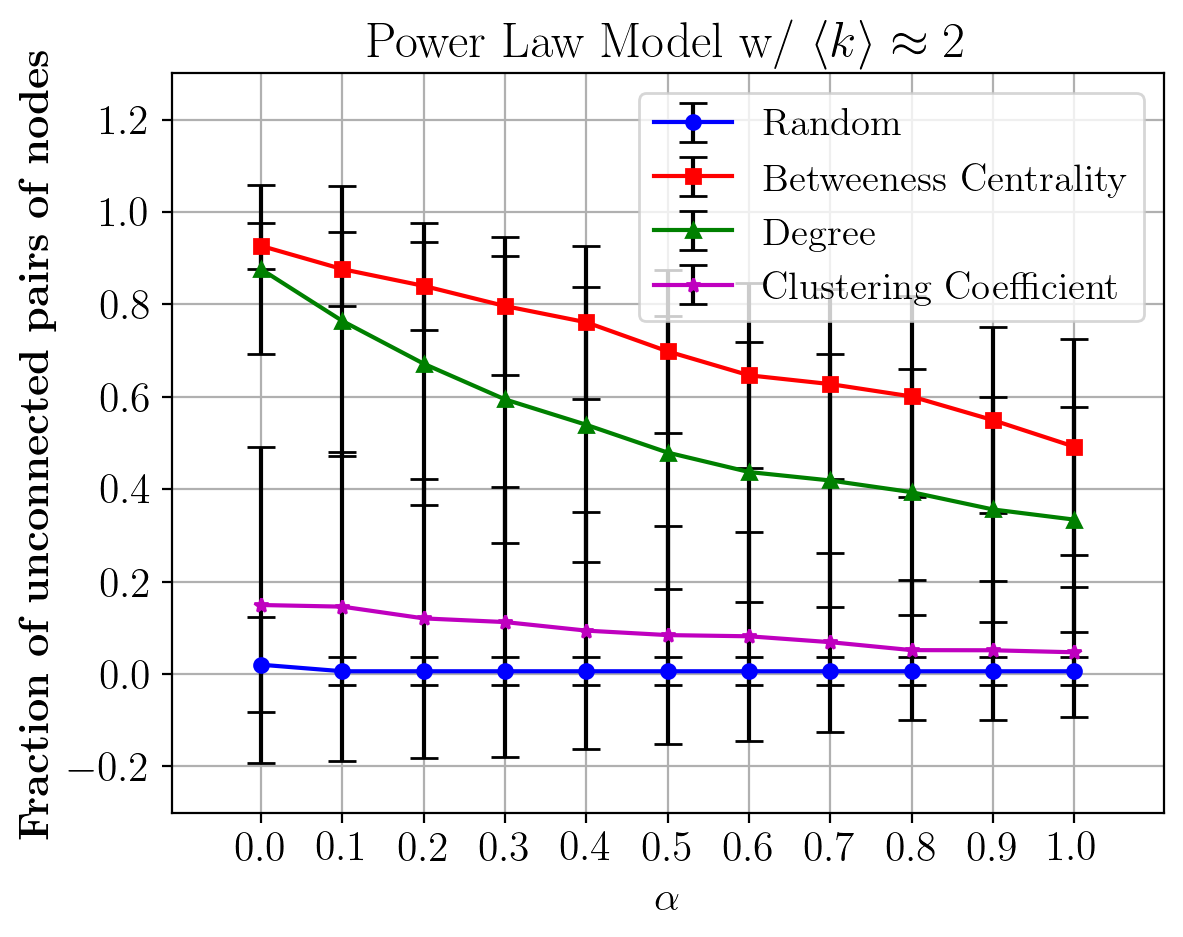 Power Law Model w/ ⟨k⟩ ≈ 2
Fraction of unconnected pairs of nodes
1.2
1.0
0.8
0.6
0.4
0.2
0.0
−0.2
Random
Betweeness Centrality
Degree
Clustering Coefficient
0.0 0.1 0.2 0.3 0.4 0.5 0.6 0.7 0.8 0.9 1.0
α